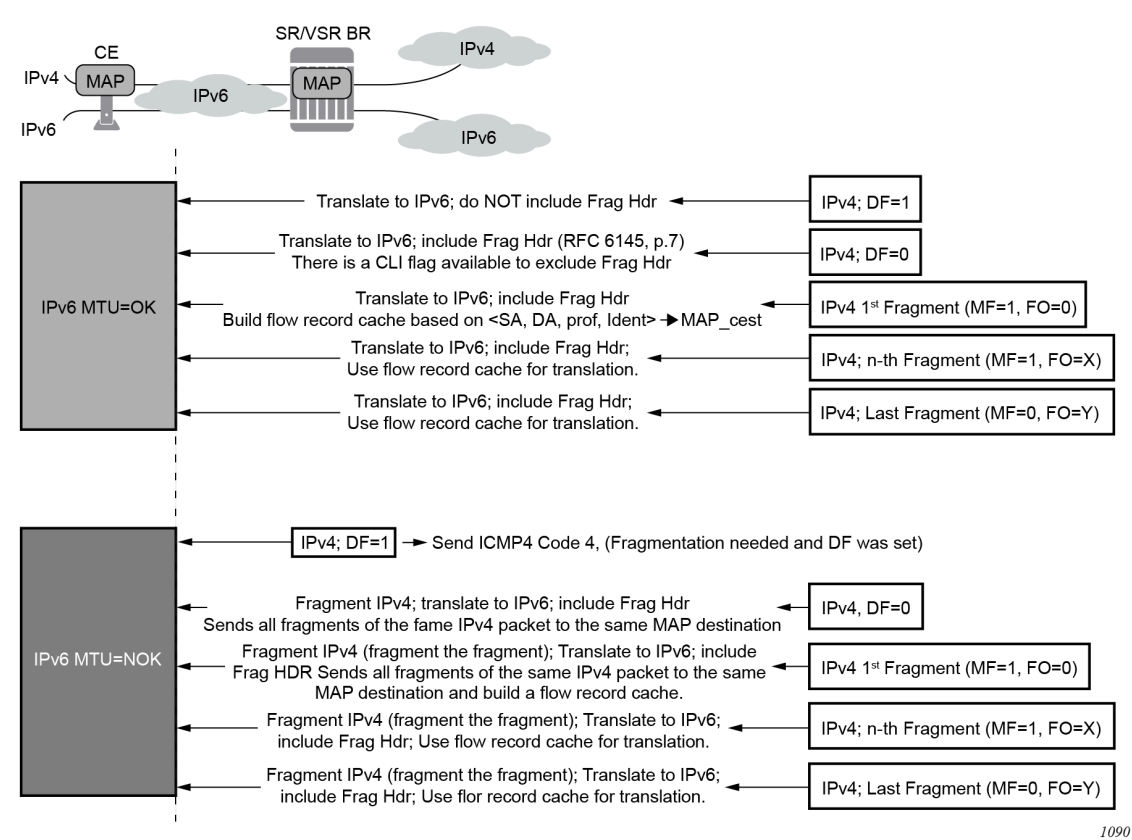 SR/VSR BR
CE
IPv4
IPv4
MAP
MAP
IPv6
IPv6
IPv6
Translate to IPv6; do NOT include Frag Hdr
IPv4; DF=1
Translate to IPv6; include Frag Hdr (RFC 6145, p.7)
There is a CLI flag available to exclude Frag Hdr
IPv4; DF=0
IPv6 MTU=OK
Translate to IPv6; include Frag Hdr
Build flow record cache based on <SA, DA, prof, Ident> → MAP_cest
IPv4 1st Fragment (MF=1, FO=0)
Translate to IPv6; include Frag Hdr;
Use flow record cache for translation.
IPv4; n-th Fragment (MF=1, FO=X)
Translate to IPv6; include Frag Hdr;
Use flow record cache for translation.
IPv4; Last Fragment (MF=0, FO=Y)
IPv4; DF=1 → Send ICMP4 Code 4, (Fragmentation needed and DF was set)
Fragment IPv4; translate to IPv6; include Frag Hdr
Sends all fragments of the fame IPv4 packet to the same MAP destination
IPv4, DF=0
IPv6 MTU=NOK
Fragment IPv4 (fragment the fragment); Translate to IPv6; include
Frag HDR Sends all fragments of the same IPv4 packet to the same
MAP destination and build a flow record cache.
IPv4 1st Fragment (MF=1, FO=0)
Fragment IPv4 (fragment the fragment); Translate to IPv6;
include Frag Hdr; Use flow record cache for translation.
IPv4; n-th Fragment (MF=1, FO=X)
Fragment IPv4 (fragment the fragment); Translate to IPv6;
include Frag Hdr; Use flor record cache for translation.
IPv4; Last Fragment (MF=0, FO=Y)
1090